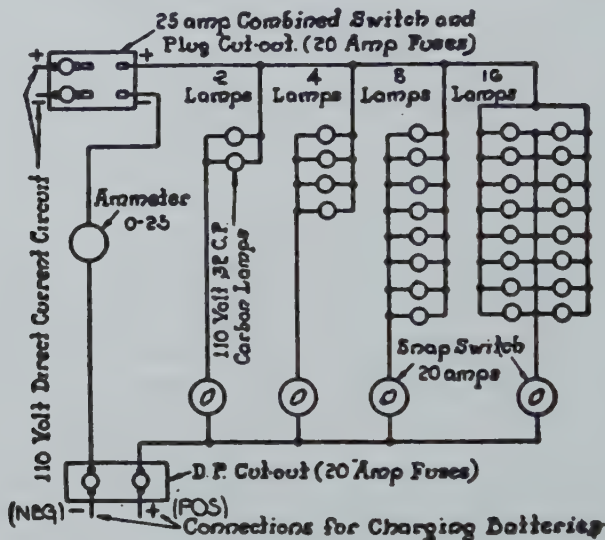 25 amp Combined Switch and
Plug Cut-out. (20 Amp Fuses)
+
+
-
-
2
Lamps
4
Lamps
8
Lamps
16
Lamps
Ammeter
0-25
110 Volt Direct Current Circuit
110 Volt 32 C.P.
Carbon Lamps
Snap Switch
20 amps
D.P. Cut-out (20 Amp Fuses)
(NEG) -
+ (POS)
Connections for Charging Batteries